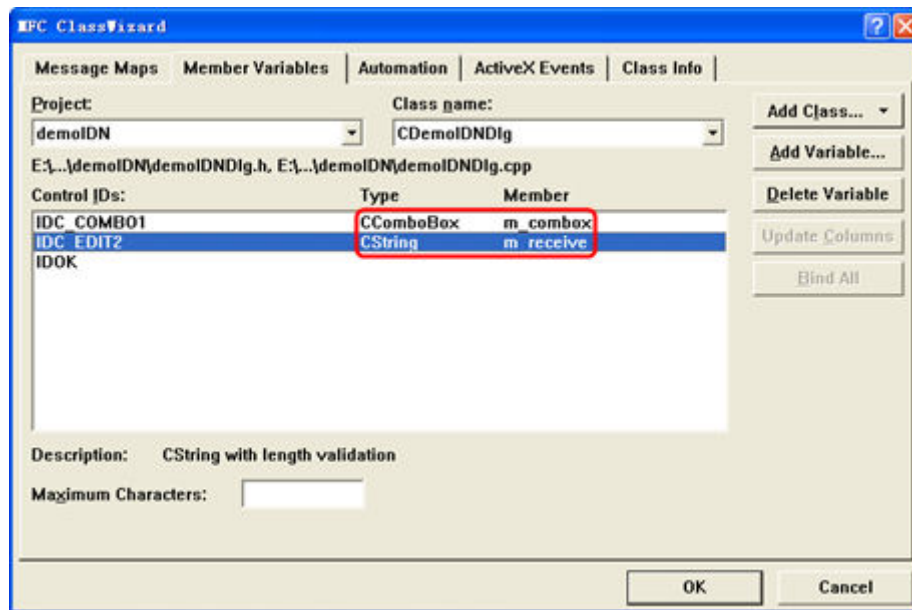 MFC ClassWizard
Message Maps Member Variables Automation ActiveX Events Class Info
Project: Class name:
demoIDN CDemoIDNDlg
Add Class...
E:\...\demoIDN\demoIDNDlg.h, E:\...\demoIDN\demoIDNDlg.cpp
Add Variable...
Control IDs: Type Member
Delete Variable
IDC_COMBO1 CComboBox m_combox
IDC_EDIT2 CString m_receive
Update Columns
IDOK
Bind All
Description: CString with length validation
Maximum Characters:
OK Cancel